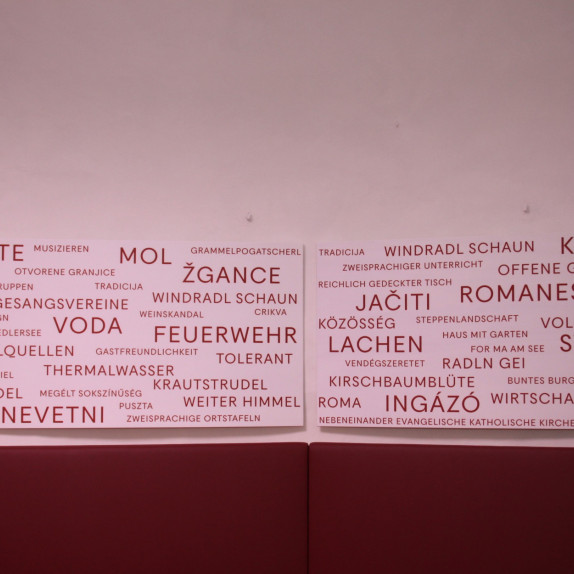 TE MUSIZIEREN MOL GRAMMELPOGATSCHERL
OTVORENE GRANJICE ŽGANCE
RUPPEN TRADICIJA
GESANGSVEREINE WINDRADL SCHAUN
WEINSKANDAL CRIKVA
EDLERSEE VODA FEUERWEHR
LQUELLEN GASTFREUNDLICHKEIT TOLERANT
IEL THERMALWASSER
DEL MEGÉLT SOKSZÍNŰSÉG KRAUTSTRUDEL
NEVETNI PUSZTA WEITER HIMMEL
ZWEISPRACHIGE ORTSTAFELN
TRADICIJA WINDRADL SCHAUN K
ZWEISPRACHIGER UNTERRICHT OFFENE
REICHLICH GEDECKTER TISCH
JAČITI ROMANES
KÖZÖSSÉG STEPPENLANDSCHAFT VOL
LACHEN HAUS MIT GARTEN
FOR MA AM SEE S
VENDÉGSZERETET RADLN GEI
KIRSCHBAUMBLÜTE BUNTES BURG
ROMA INGÁZÓ WIRTSCHA
NEBENEINANDER EVANGELISCHE KATHOLISCHE KIRCHE